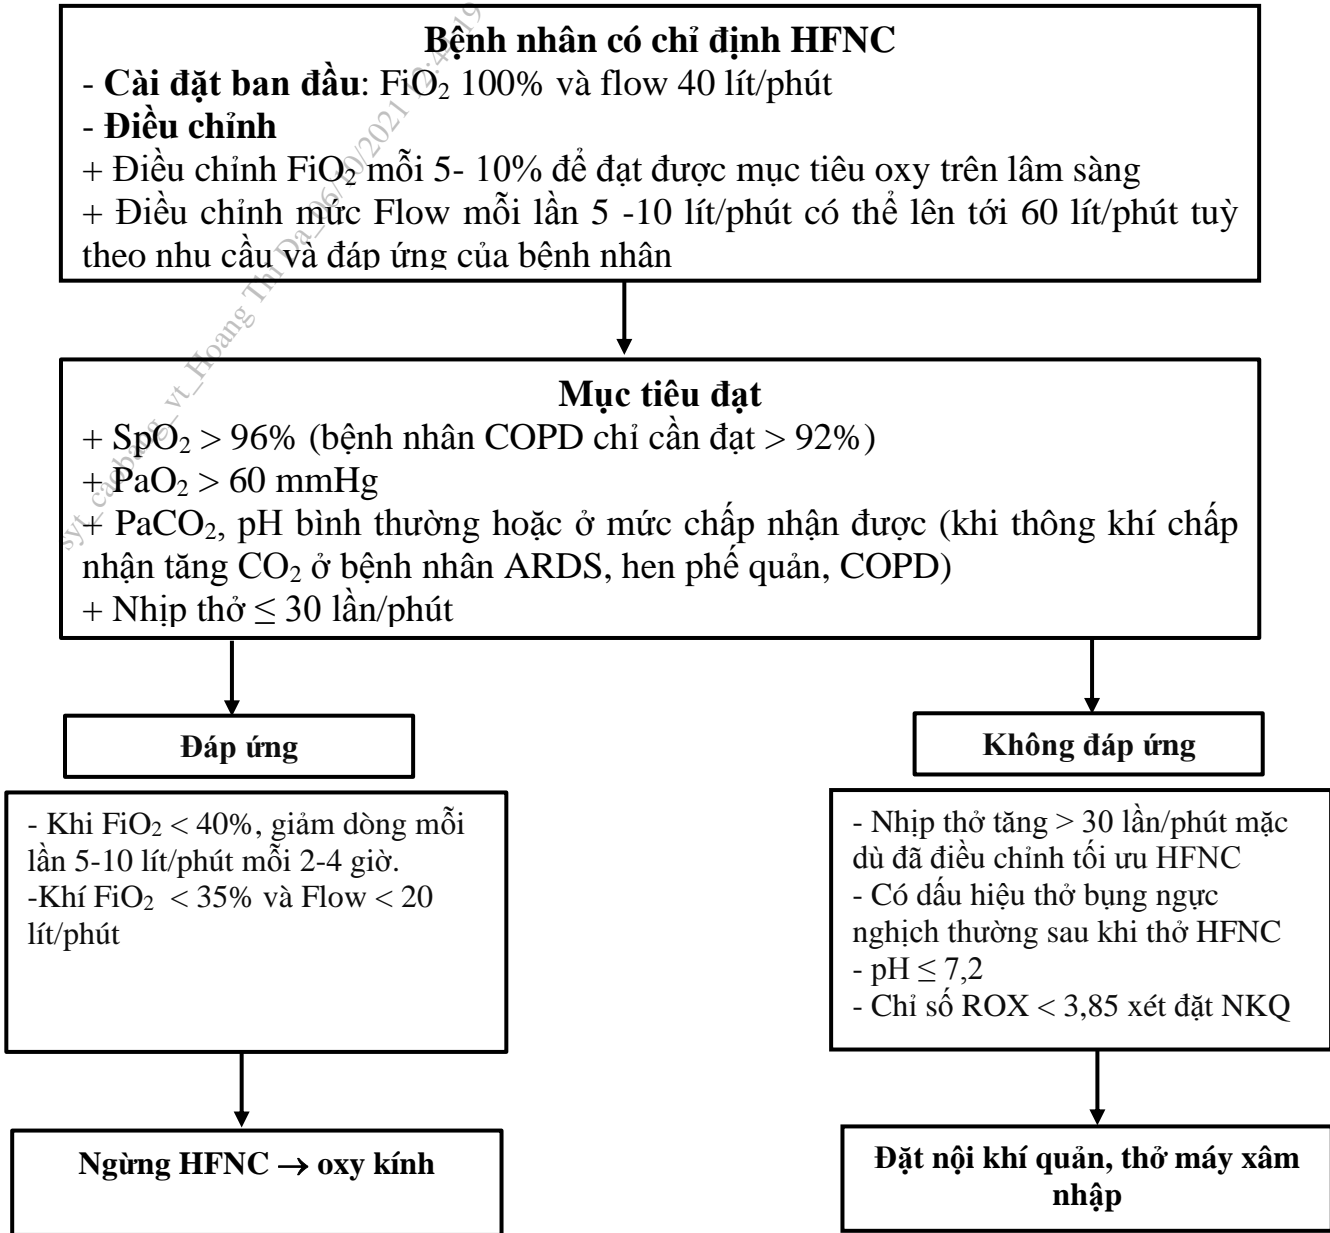 Bệnh nhân có chỉ định HFNC
- Cài đặt ban đầu: FiO₂ 100% và flow 40 lít/phút
- Điều chỉnh
+ Điều chỉnh FiO₂ mỗi 5- 10% để đạt được mục tiêu oxy trên lâm sàng
+ Điều chỉnh mức Flow mỗi lần 5 -10 lít/phút có thể lên tới 60 lít/phút tuỳ
theo nhu cầu và đáp ứng của bệnh nhân
syt_caobang_vt_Hoang Thi Da_06/10/2021
Mục tiêu đạt
+ SpO₂ > 96% (bệnh nhân COPD chỉ cần đạt > 92%)
+ PaO₂ > 60 mmHg
+ PaCO₂, pH bình thường hoặc ở mức chấp nhận được (khi thông khí chấp
nhận tăng CO₂ ở bệnh nhân ARDS, hen phế quản, COPD)
+ Nhịp thở ≤ 30 lần/phút
Đáp ứng
- Khi FiO₂ < 40%, giảm dòng mỗi
lần 5-10 lít/phút mỗi 2-4 giờ.
-Khí FiO₂ < 35% và Flow < 20
lít/phút
Ngừng HFNC → oxy kính
Không đáp ứng
- Nhịp thở tăng > 30 lần/phút mặc
dù đã điều chỉnh tối ưu HFNC
- Có dấu hiệu thở bụng ngực
nghịch thường sau khi thở HFNC
- pH ≤ 7,2
- Chỉ số ROX < 3,85 xét đặt NKQ
Đặt nội khí quản, thở máy xâm
nhập